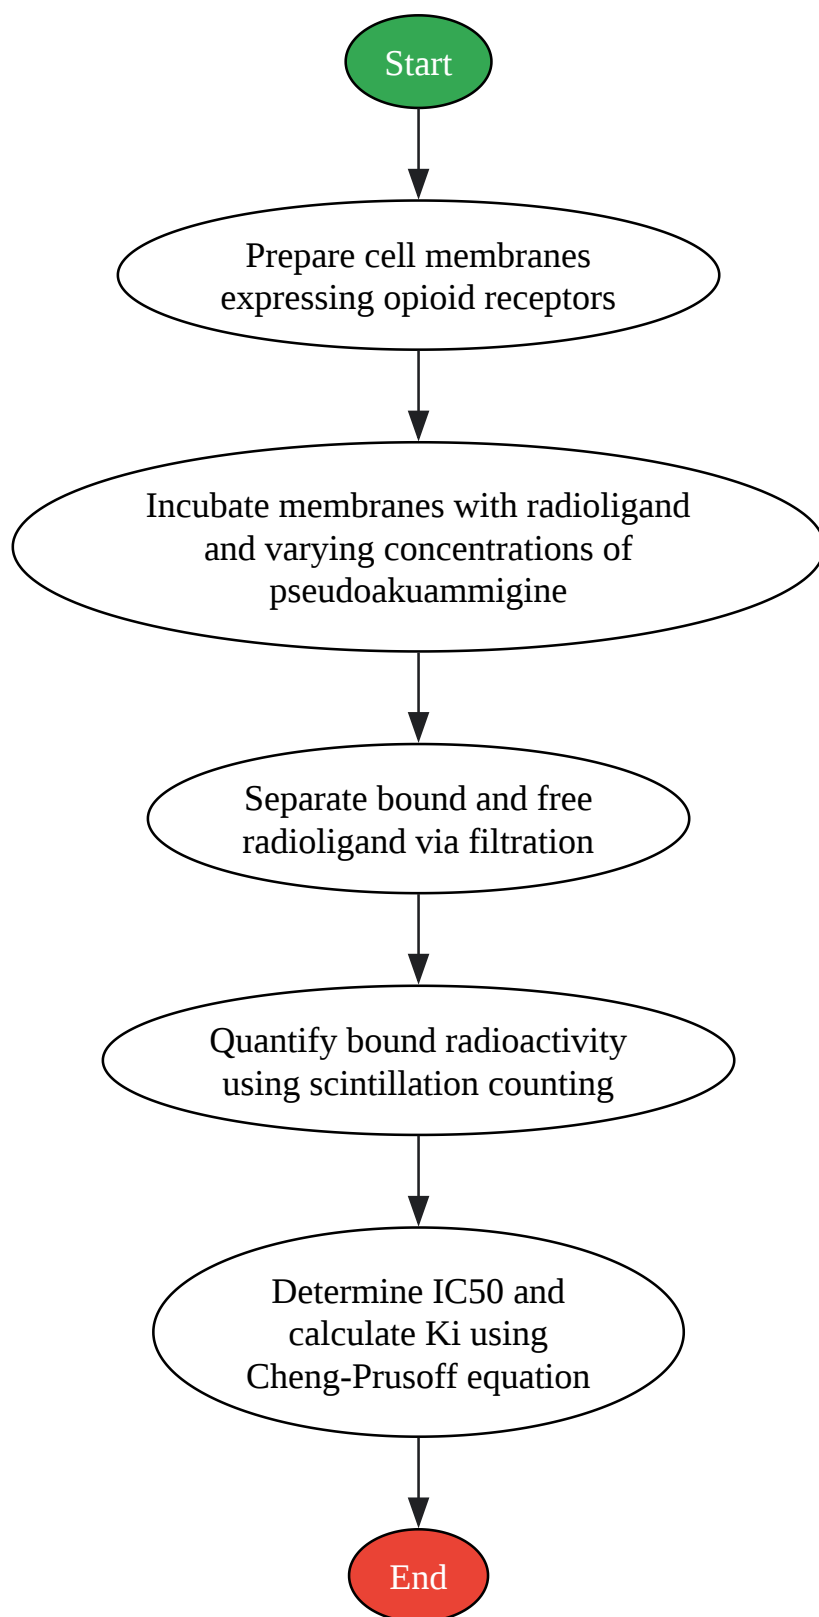 Start
Prepare cell membranes
expressing opioid receptors
Incubate membranes with radioligand
and varying concentrations of
pseudoakuammigine
Separate bound and free
radioligand via filtration
Quantify bound radioactivity
using scintillation counting
Determine IC50 and
calculate Ki using
Cheng-Prusoff equation
End